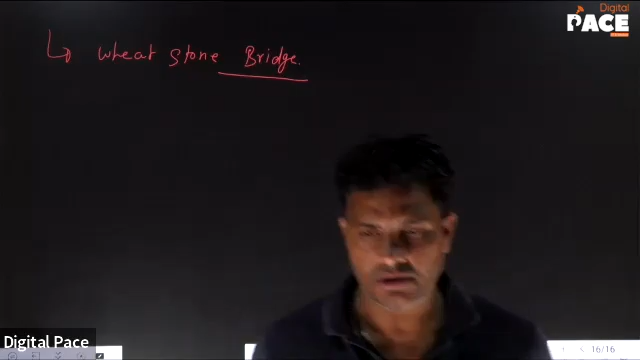 Digital
PACE
wheat stone Bridge.
Digital Pace
16/16